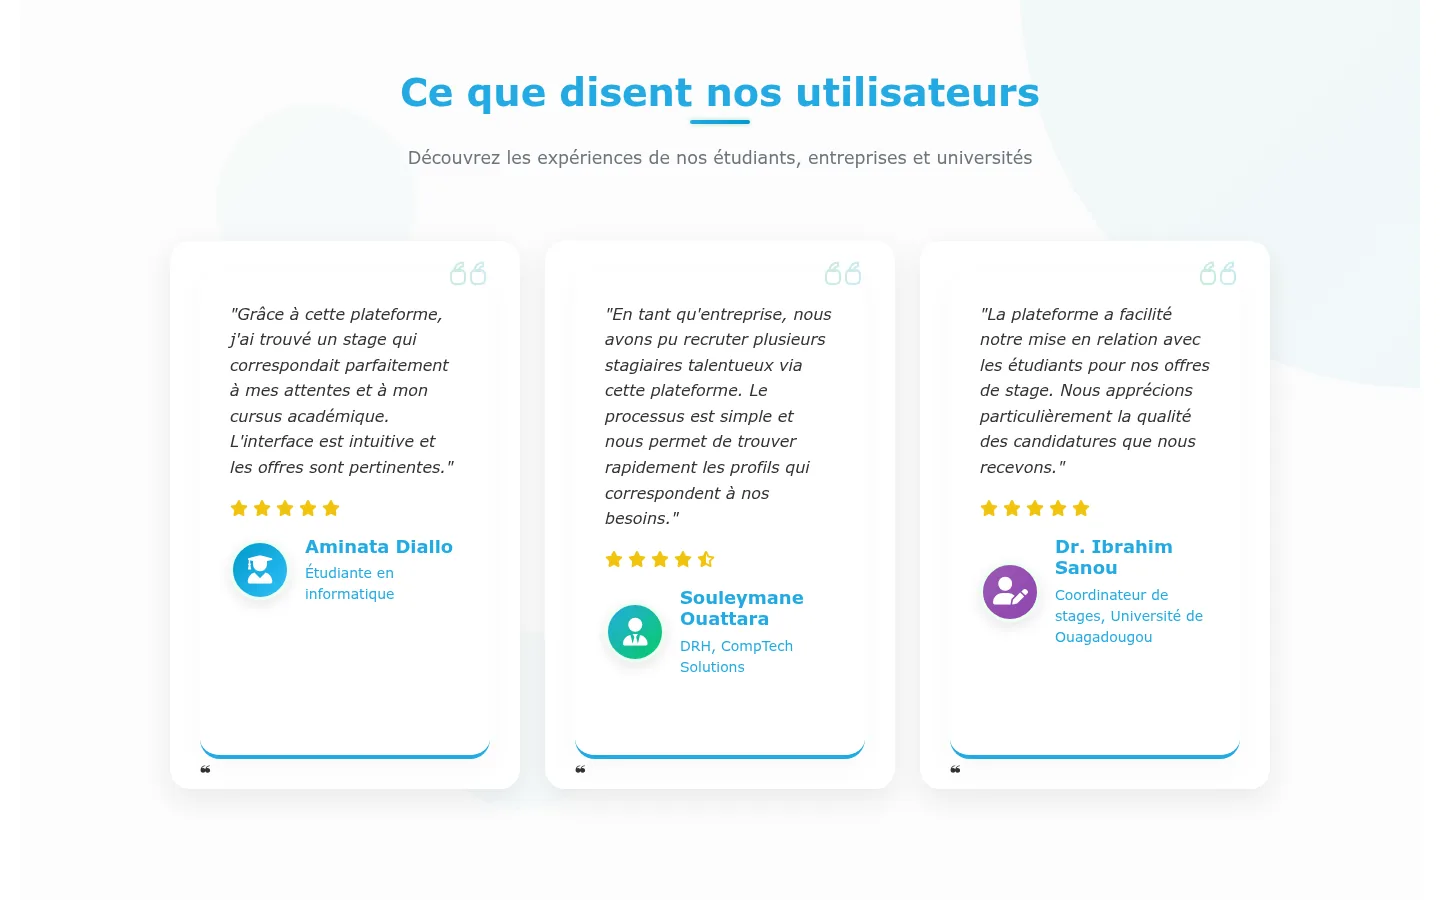 Ce que disent nos utilisateurs
Découvrez les expériences de nos étudiants, entreprises et universités
"Grâce à cette plateforme,
j'ai trouvé un stage qui
correspondait parfaitement
à mes attentes et à mon
cursus académique.
L'interface est intuitive et
les offres sont pertinentes."
Aminata Diallo
Étudiante en
informatique
❝
"En tant qu'entreprise, nous
avons pu recruter plusieurs
stagiaires talentueux via
cette plateforme. Le
processus est simple et
nous permet de trouver
rapidement les profils qui
correspondent à nos
besoins."
Souleymane
Ouattara
DRH, CompTech
Solutions
❝
"La plateforme a facilité
notre mise en relation avec
les étudiants pour nos offres
de stage. Nous apprécions
particulièrement la qualité
des candidatures que nous
recevons."
Dr. Ibrahim
Sanou
Coordinateur de
stages, Université de
Ouagadougou
❝